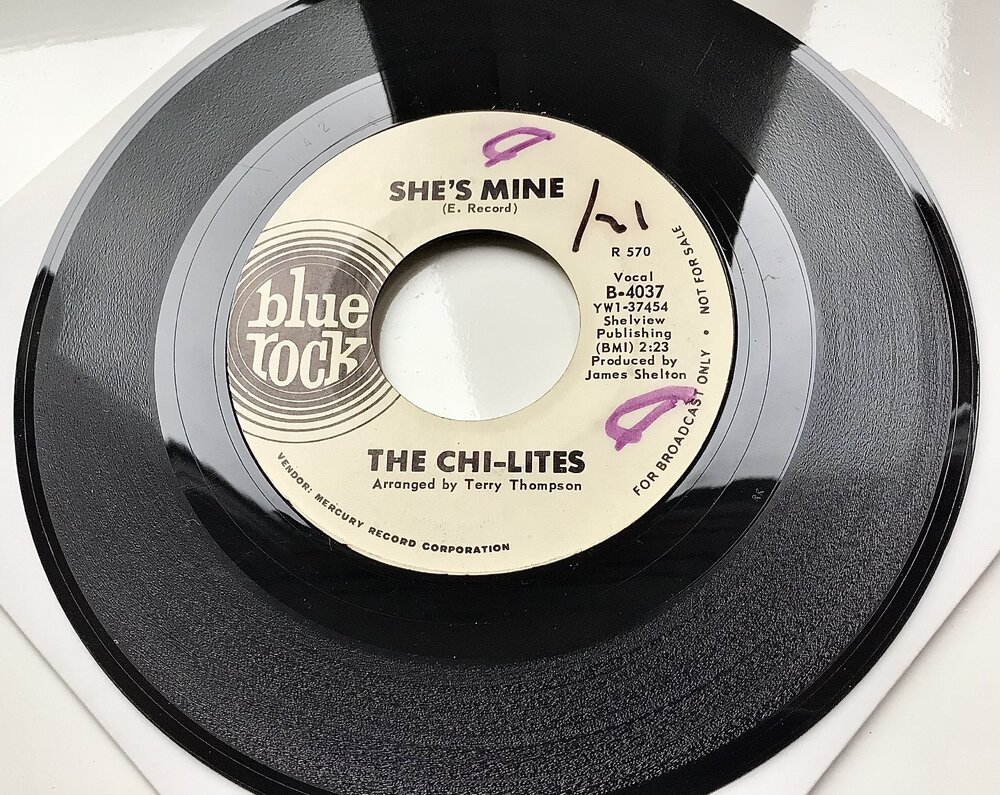 SHE'S MINE
(E. Record)
R 570
Vocal
B-4037
YW1-37454
Shelview
Publishing
(BMI) 2:23
Produced by
James Shelton
blue
rock
THE CHI-LITES
Arranged by Terry Thompson
VENDOR: MERCURY RECORD CORPORATION
FOR BROADCAST ONLY • NOT FOR SALE